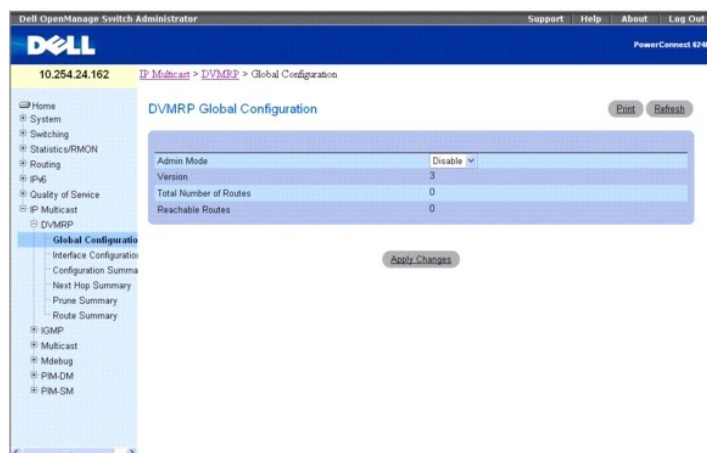 Dell OpenManage Switch Administrator
Support Help About Log Out
DELL
PowerConnect
10.254.24.162
IP Multicast > DVMRP > Global Configuration
Home
System
Switching
Statistics/RMON
Routing
IPv6
Quality of Service
IP Multicast
DVMRP
Global Configuratio
Interface Configuration
Configuration Summa
Next Hop Summary
Prune Summary
Route Summary
IGMP
Multicast
Mdebug
PIM-DM
PIM-SM
DVMRP Global Configuration
Print Refresh
Admin Mode Disable
Version 3
Total Number of Routes 0
Reachable Routes 0
Apply Changes